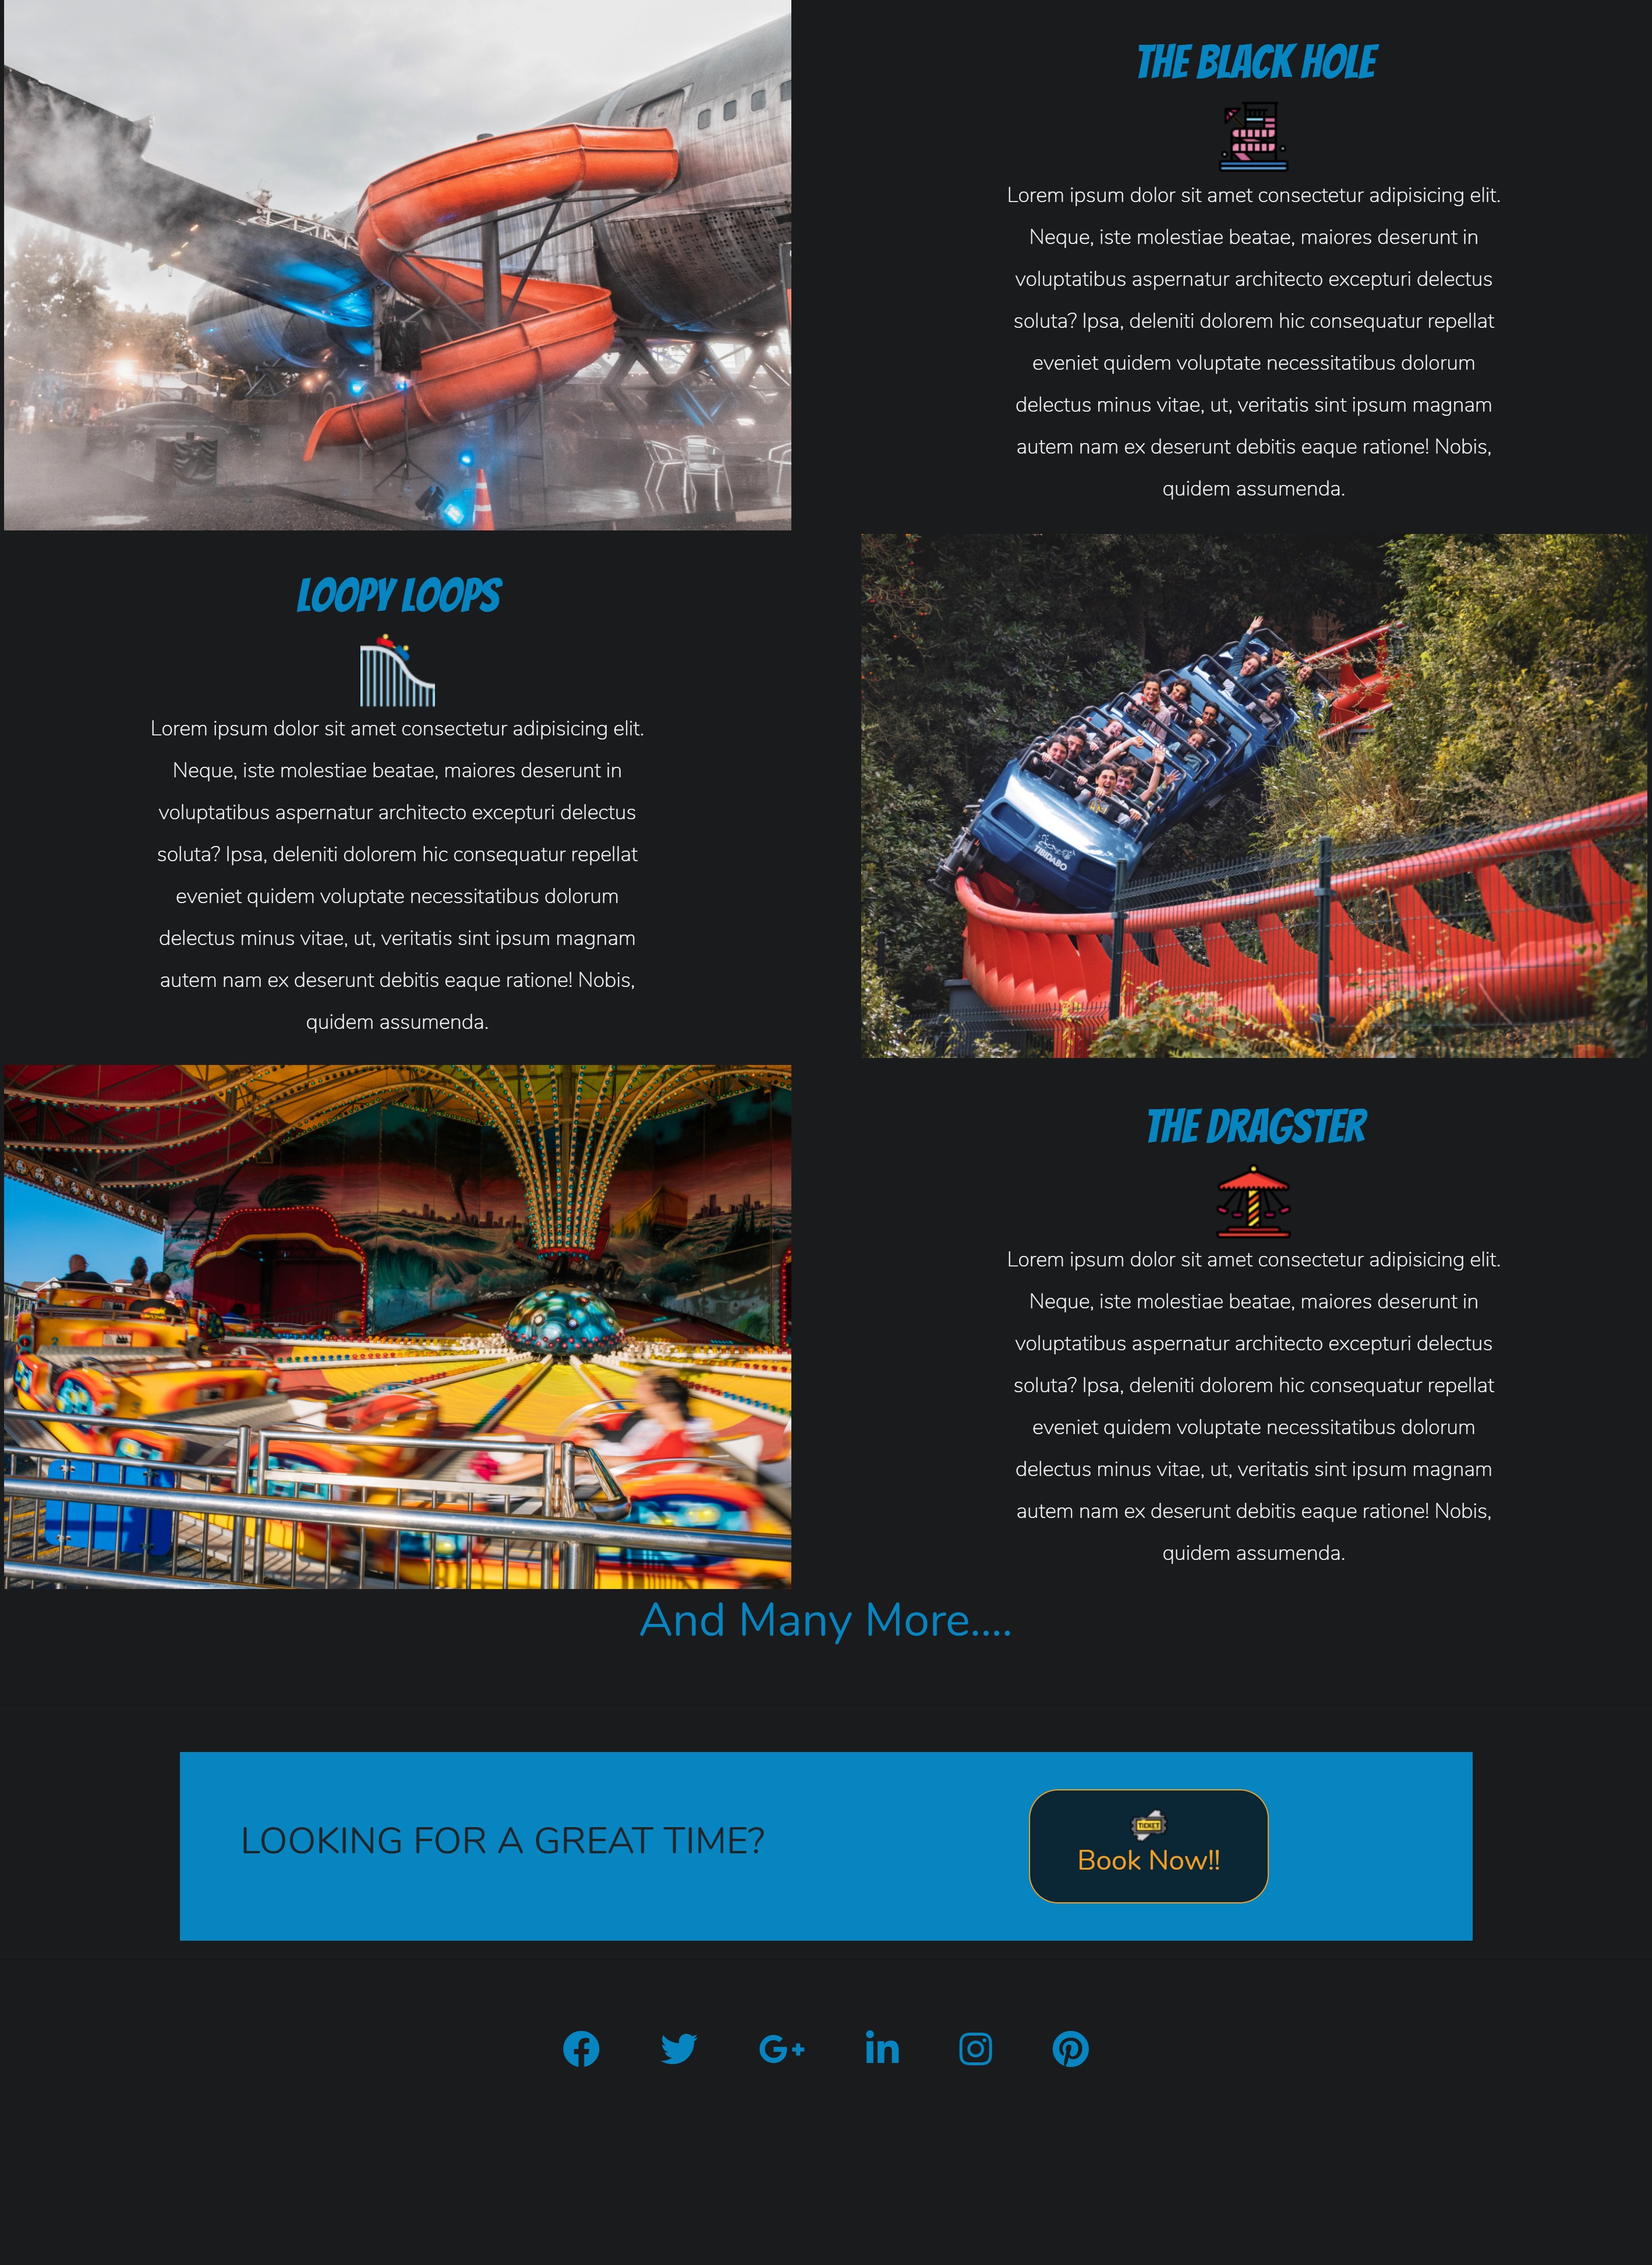 THE BLACK HOLE
Lorem ipsum dolor sit amet consectetur adipisicing elit.
Neque, iste molestiae beatae, maiores deserunt in
voluptatibus aspernatur architecto excepturi delectus
soluta? Ipsa, deleniti dolorem hic consequatur repellat
eveniet quidem voluptate necessitatibus dolorum
delectus minus vitae, ut, veritatis sint ipsum magnam
autem nam ex deserunt debitis eaque ratione! Nobis,
quidem assumenda.
LOOPY LOOPS
Lorem ipsum dolor sit amet consectetur adipisicing elit.
Neque, iste molestiae beatae, maiores deserunt in
voluptatibus aspernatur architecto excepturi delectus
soluta? Ipsa, deleniti dolorem hic consequatur repellat
eveniet quidem voluptate necessitatibus dolorum
delectus minus vitae, ut, veritatis sint ipsum magnam
autem nam ex deserunt debitis eaque ratione! Nobis,
quidem assumenda.
TIBIDABO
THE DRAGSTER
Lorem ipsum dolor sit amet consectetur adipisicing elit.
Neque, iste molestiae beatae, maiores deserunt in
voluptatibus aspernatur architecto excepturi delectus
soluta? Ipsa, deleniti dolorem hic consequatur repellat
eveniet quidem voluptate necessitatibus dolorum
delectus minus vitae, ut, veritatis sint ipsum magnam
autem nam ex deserunt debitis eaque ratione! Nobis,
quidem assumenda.
And Many More....
LOOKING FOR A GREAT TIME?
TICKET
Book Now!!
G+ in